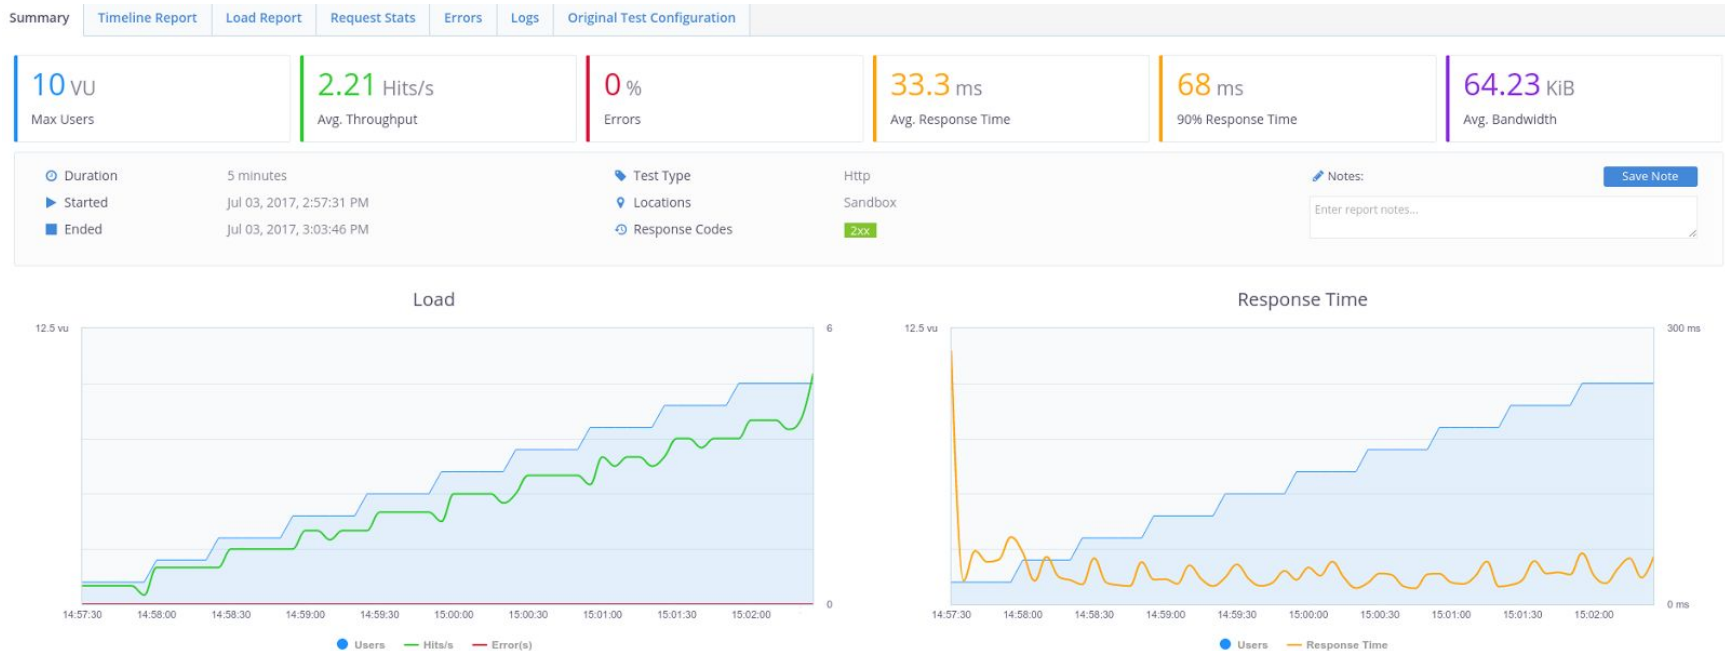 Summary Timeline Report Load Report Request Stats Errors Logs Original Test Configuration
10 VU 2.21 Hits/s 0 % 33.3 ms 68 ms 64.23 KiB
Max Users Avg. Throughput Errors Avg. Response Time 90% Response Time Avg. Bandwidth
Duration 5 minutes Test Type Http Notes: Save Note
Started Jul 03, 2017, 2:57:31 PM Locations Sandbox Enter report notes...
Ended Jul 03, 2017, 3:03:46 PM Response Codes 2xx
Load
12.5 vu 6
0
14:57:30 14:58:00 14:58:30 14:59:00 14:59:30 15:00:00 15:00:30 15:01:00 15:01:30 15:02:00
Users Hits/s Error(s)
Response Time
12.5 vu 300 ms
0 ms
14:57:30 14:58:00 14:58:30 14:59:00 14:59:30 15:00:00 15:00:30 15:01:00 15:01:30 15:02:00
Users Response Time